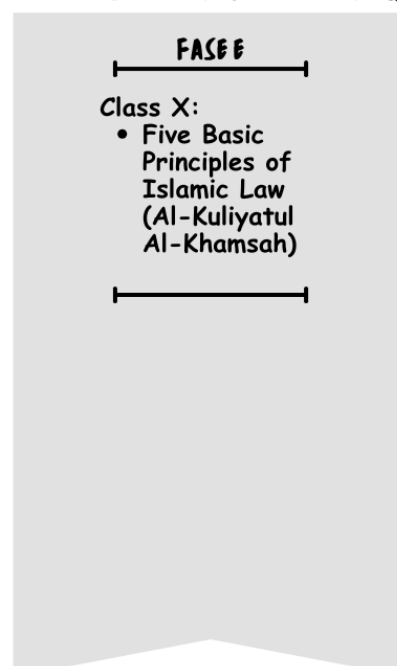 FASE E
Class X:
• Five Basic
Principles of
Islamic Law
(Al-Kuliyatul
Al-Khamsah)